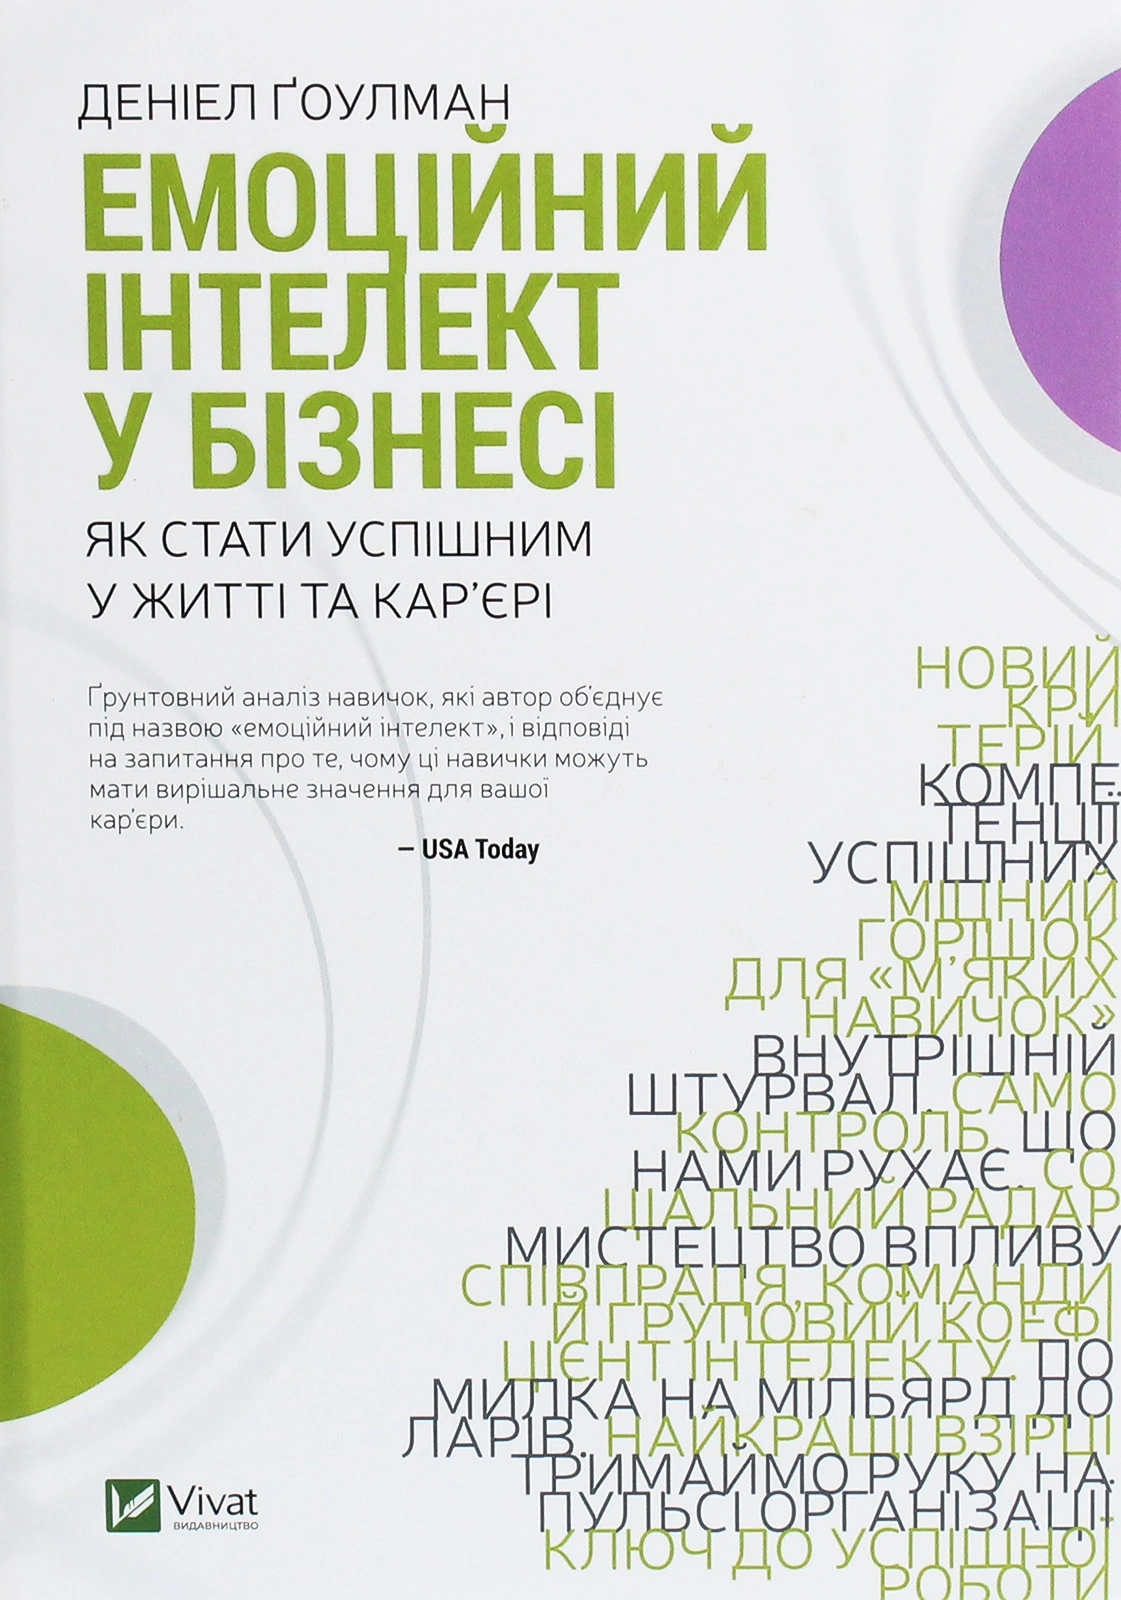 ДЕНІЕЛ ҐОУЛМАН
ЕМОЦІЙНИЙ
ІНТЕЛЕКТ
У БІЗНЕСІ
ЯК СТАТИ УСПІШНИМ
У ЖИТТІ ТА КАР’ЄРІ
Ґрунтовний аналіз навичок, які автор об’єднує
під назвою «емоційний інтелект», і відповіді
на запитання про те, чому ці навички можуть
мати вирішальне значення для вашої
кар’єри.
— USA Today
НОВИЙ
КРИ
ТЕРІЙ.
КОМПЕ
ТЕНЦІЇ
УСПІШНИХ
МІЦНИЙ
ГОРІШОК
ДЛЯ «М’ЯКИХ
НАВИЧОК»
ВНУТРІШНІЙ
ШТУРВАЛ. САМО
КОНТРОЛЬ. ЩО
НАМИ РУХАЄ. СО
ЦІАЛЬНИЙ РАДАР
МИСТЕЦТВО ВПЛИВУ
СПІВПРАЦЯ, КОМАНДИ
Й ГРУПОВИЙ КОЕФІ
ЦІЄНТ ІНТЕЛЕКТУ. ПО
МИЛКА НА МІЛЬЯРД ДО
ЛАРІВ. НАЙКРАЩІ ВЗІРЦІ
ТРИМАЙМО РУКУ НА
ПУЛЬСІ ОРГАНІЗАЦІЇ
КЛЮЧ ДО УСПІШНОЇ
РОБОТИ
Vivat
ВИДАВНИЦТВО